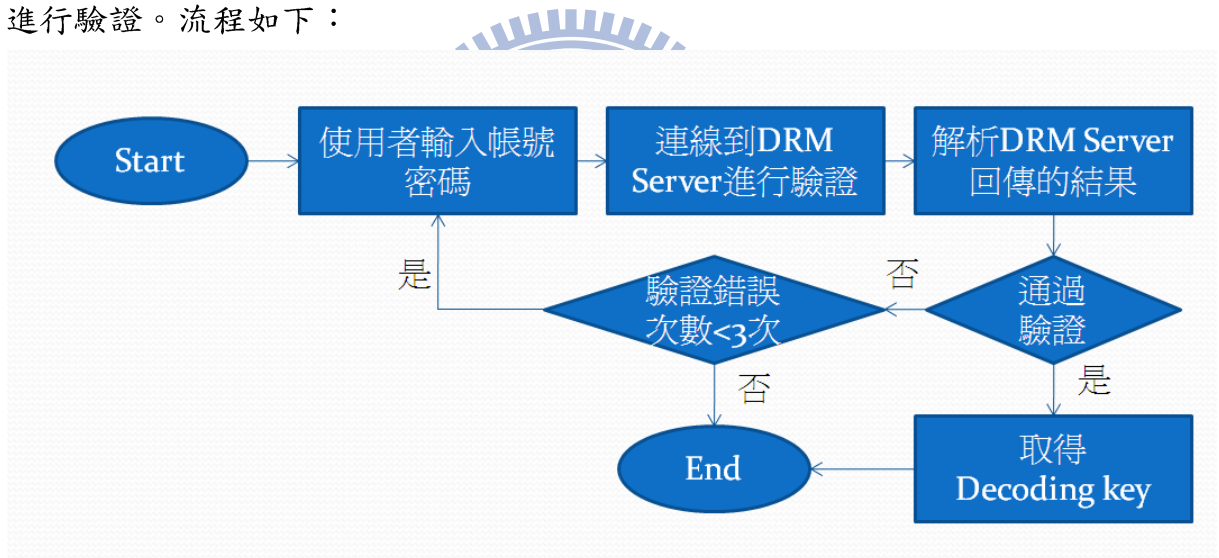 進行驗證。流程如下：
Start
使用者輸入帳號
密碼
連線到DRM
Server進行驗證
解析DRM Server
回傳的結果
是
驗證錯誤
次數<3次
否
通過
驗證
否
是
End
取得
Decoding key